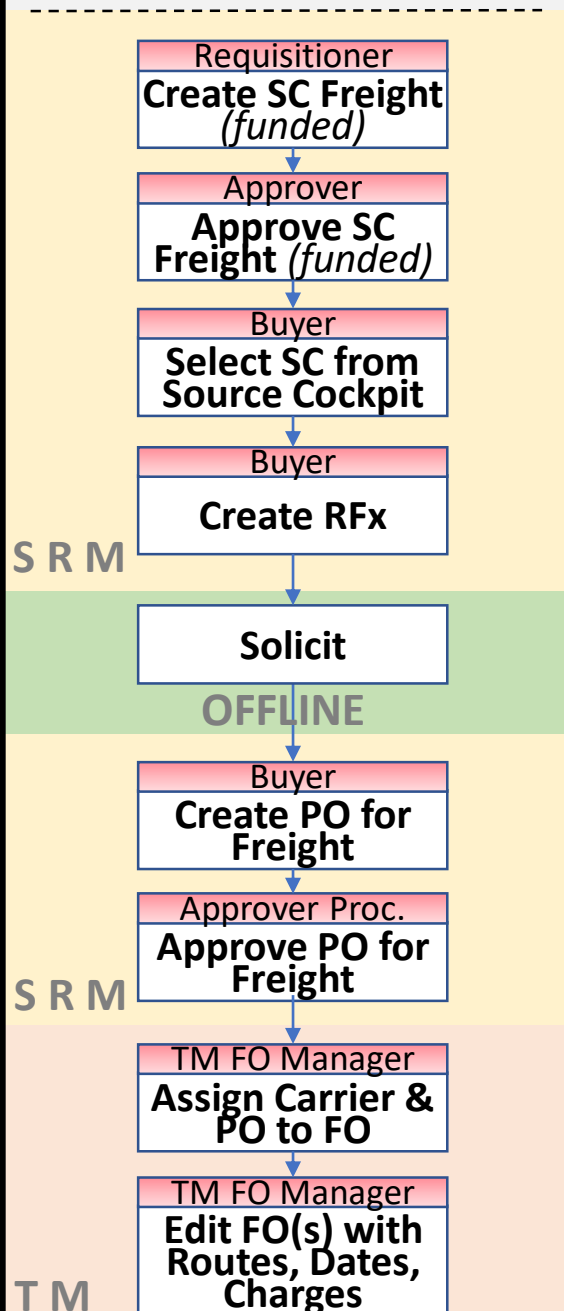 Requisitioner
Create SC Freight
(funded)
Approver
Approve SC
Freight (funded)
Buyer
Select SC from
Source Cockpit
Buyer
Create RFx
S R M
Solicit
OFFLINE
Buyer
Create PO for
Freight
Approver Proc.
Approve PO for
Freight
S R M
TM FO Manager
Assign Carrier &
PO to FO
TM FO Manager
Edit FO(s) with
Routes, Dates,
Charges
T M